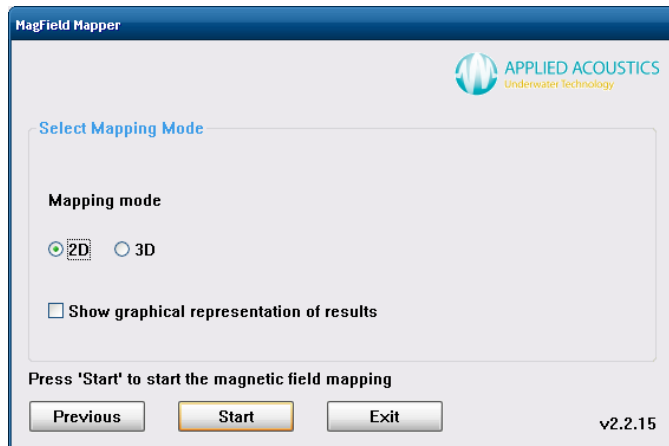 MagField Mapper
APPLIED ACOUSTICS
Underwater Technology
Select Mapping Mode
Mapping mode
2D 3D
Show graphical representation of results
Press 'Start' to start the magnetic field mapping
Previous Start Exit
v2.2.15